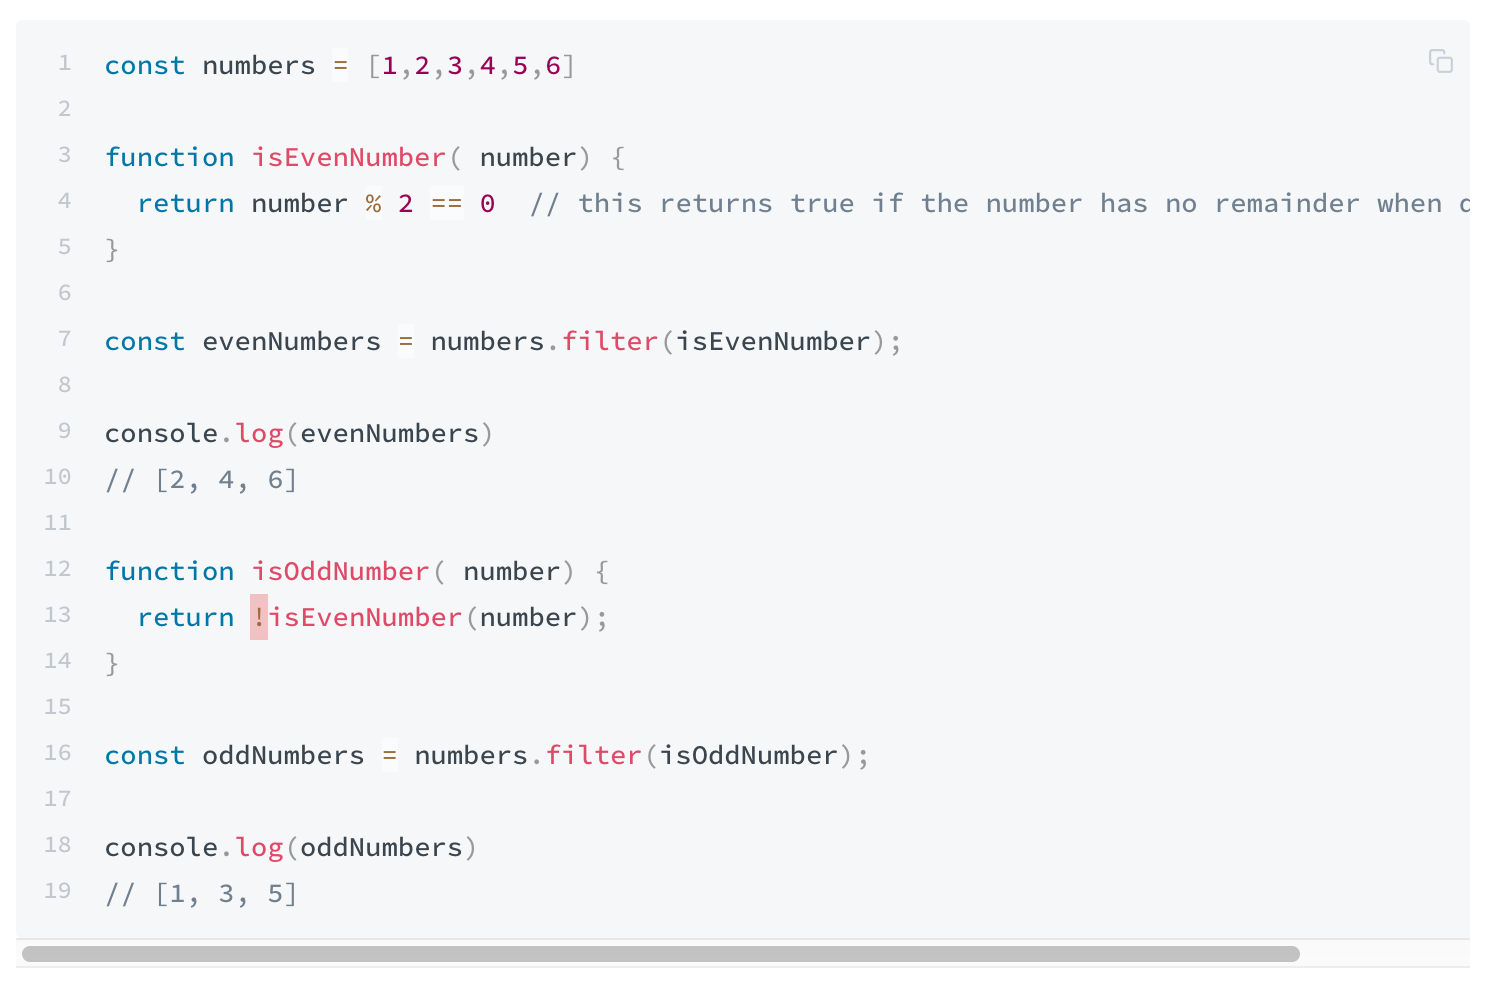 1 const numbers = [1,2,3,4,5,6]
2
3 function isEvenNumber( number) {
4   return number % 2 == 0  // this returns true if the number has no remainder when
5 }
6
7 const evenNumbers = numbers.filter(isEvenNumber);
8
9 console.log(evenNumbers)
10 // [2, 4, 6]
11
12 function isOddNumber( number) {
13   return !isEvenNumber(number);
14 }
15
16 const oddNumbers = numbers.filter(isOddNumber);
17
18 console.log(oddNumbers)
19 // [1, 3, 5]